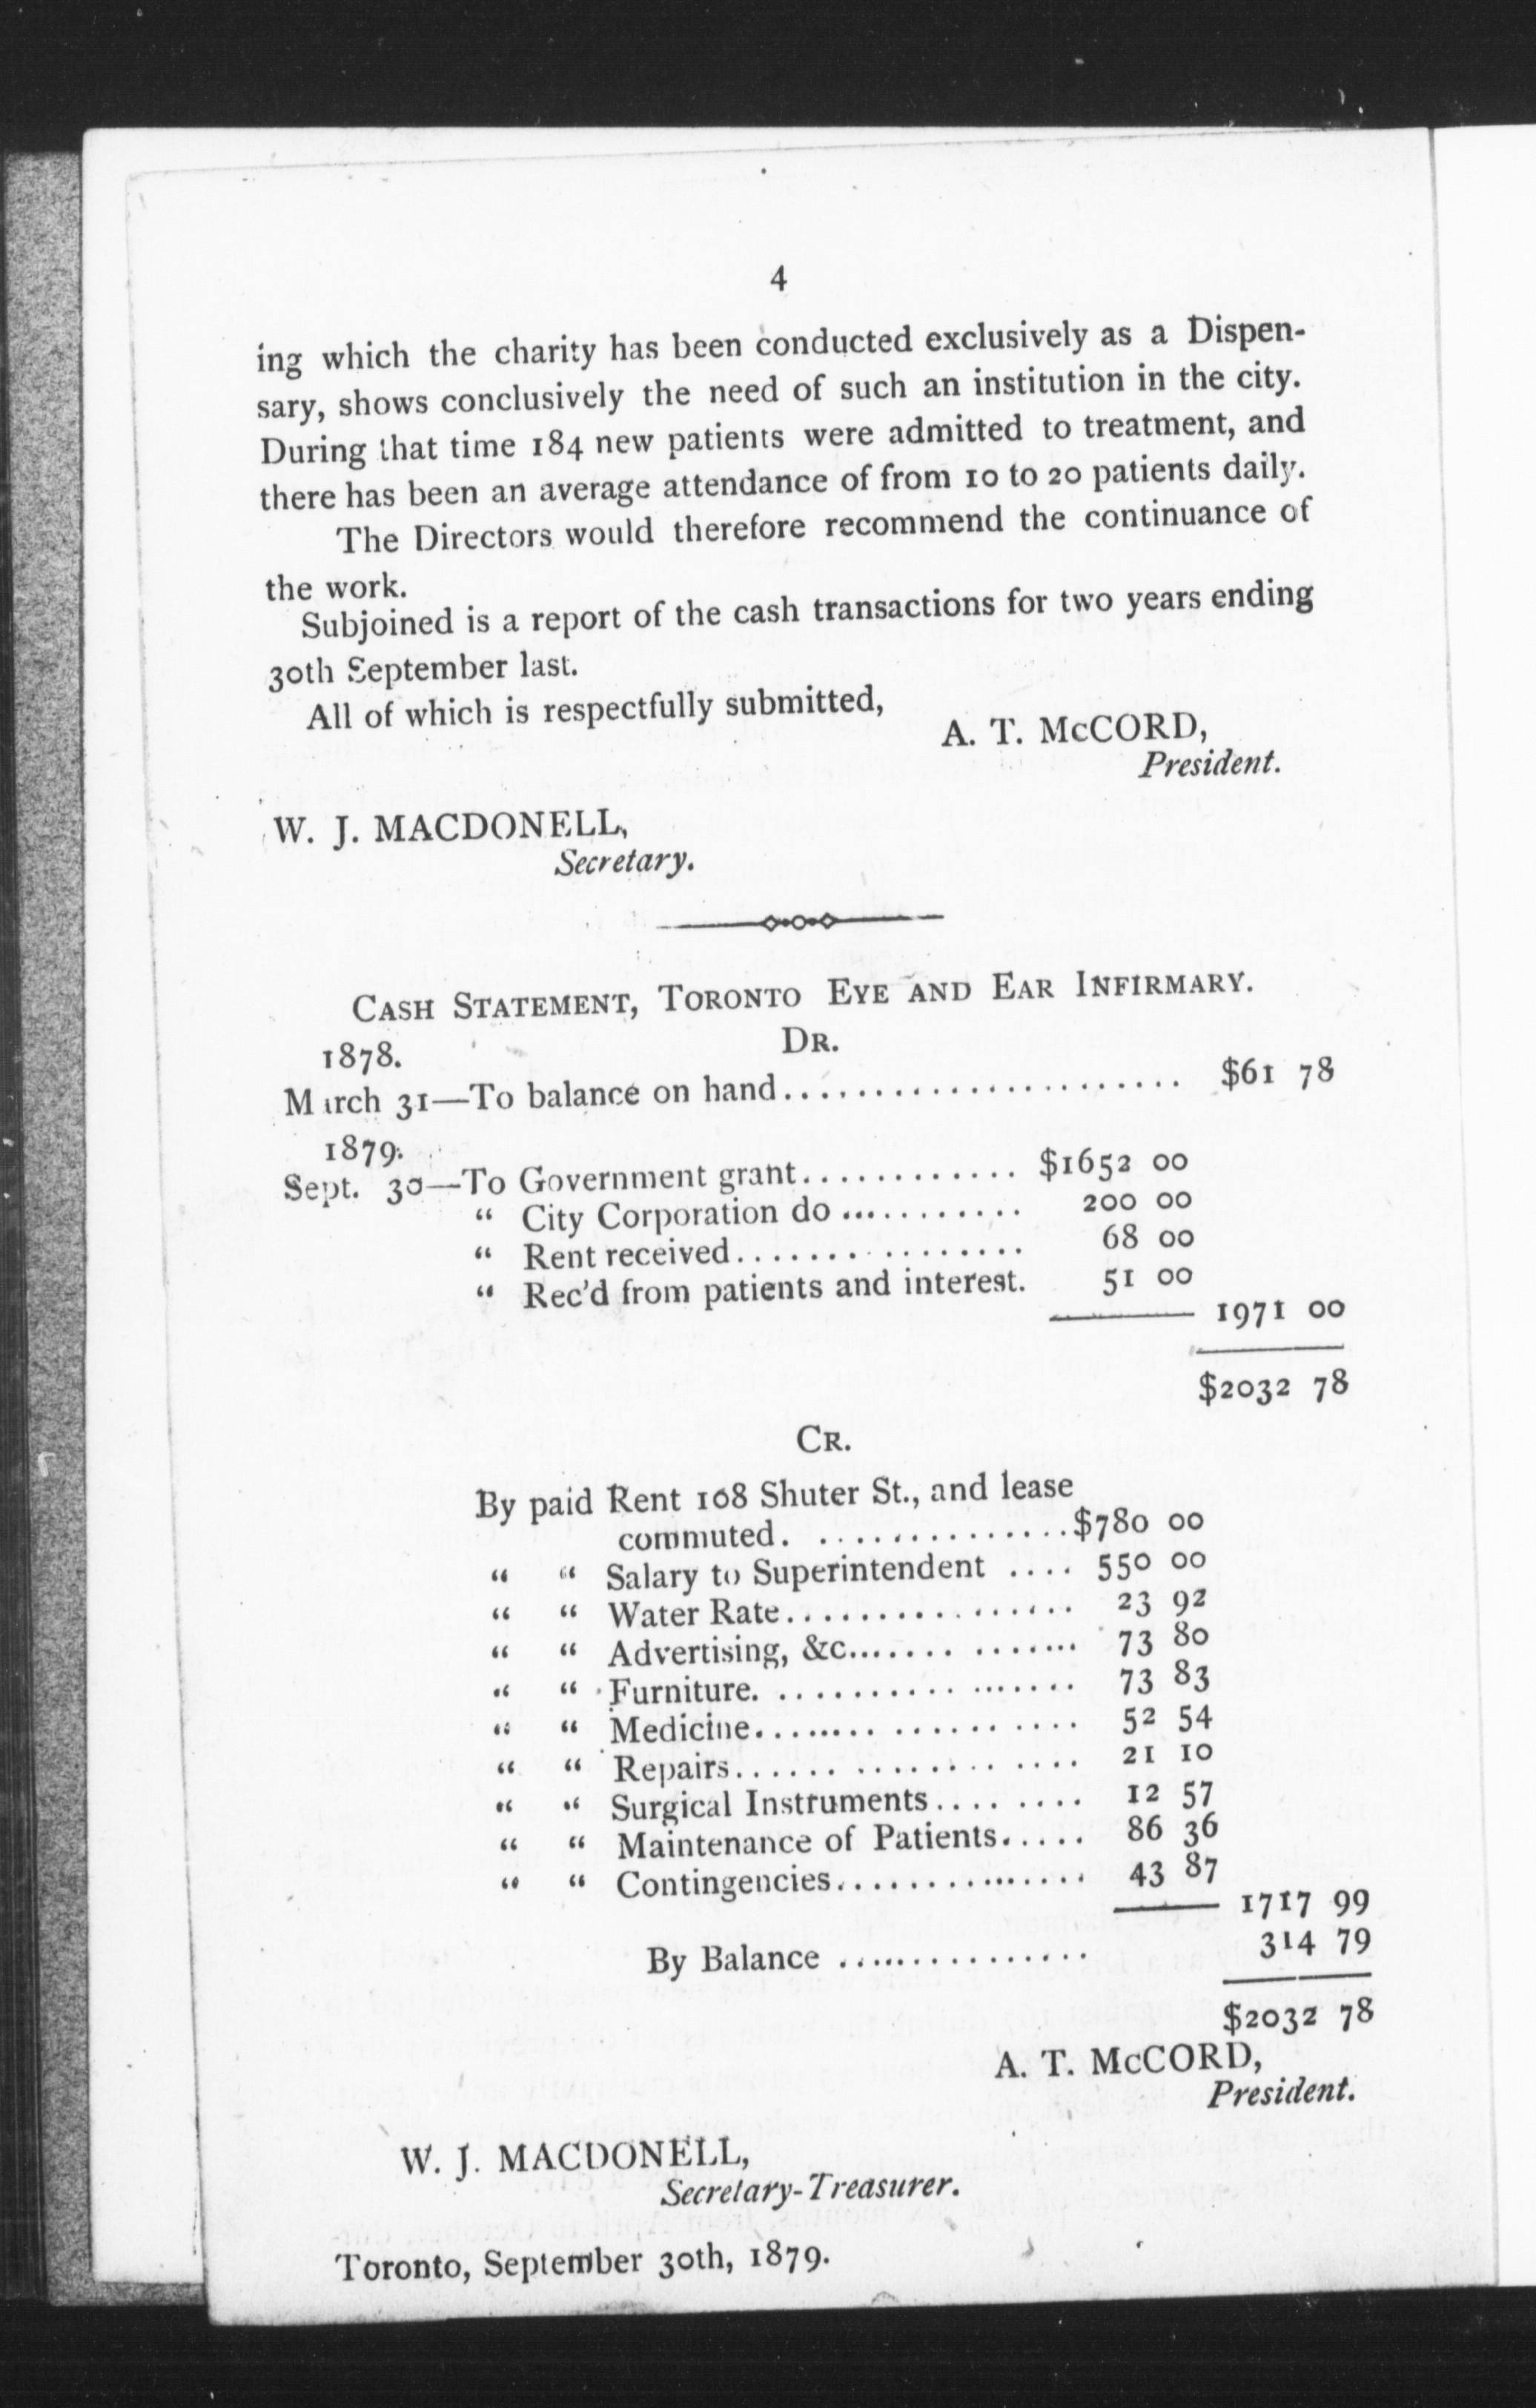 4
ing which the charity has been conducted exclusively as a Dispen-
sary, shows conclusively the need of such an institution in the city.
During that time 184 new patients were admitted to treatment, and
there has been an average attendance of from 10 to 20 patients daily.
The Directors would therefore recommend the continuance of
the work.
Subjoined is a report of the cash transactions for two years ending
30th September last.
All of which is respectfully submitted,
A. T. McCORD,
President.
W. J. MACDONELL,
Secretary.
CASH STATEMENT, TORONTO EYE AND EAR INFIRMARY.
1878. DR.
March 31—To balance on hand...................... $61 78
1879.
Sept. 30—To Government grant............ $1652 00
" City Corporation do ............ 200 00
" Rent received................ 68 00
" Rec'd from patients and interest. 51 00
1971 00
$2032 78
CR.
By paid Rent 108 Shuter St., and lease
commuted. ...............$780 00
" " Salary to Superintendent .... 550 00
" " Water Rate................ 23 92
" " Advertising, &c.............. 73 80
" " Furniture. .................. 73 83
" " Medicine.................... 52 54
" " Repairs.................... 21 10
" " Surgical Instruments........ 12 57
" " Maintenance of Patients..... 86 36
" " Contingencies............... 43 87
1717 99
By Balance ............... 314 79
$2032 78
A. T. McCORD,
President.
W. J. MACDONELL,
Secretary-Treasurer.
Toronto, September 30th, 1879.